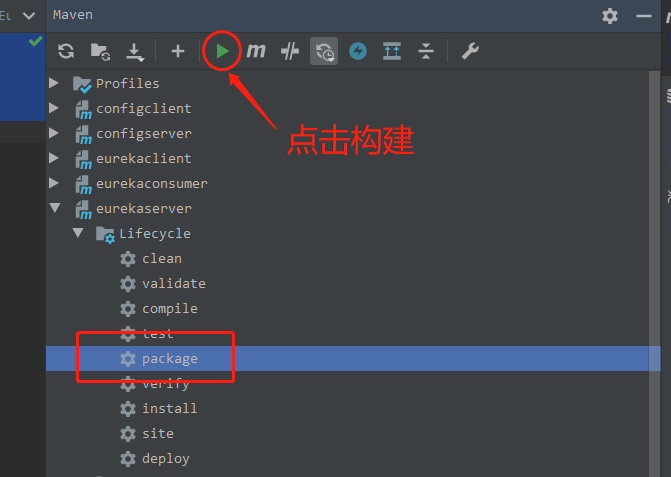 Maven
m
点击构建
Profiles
configclient
configserver
eurekaclient
eurekaconsumer
eurekaserver
Lifecycle
clean
validate
compile
test
package
verify
install
site
deploy